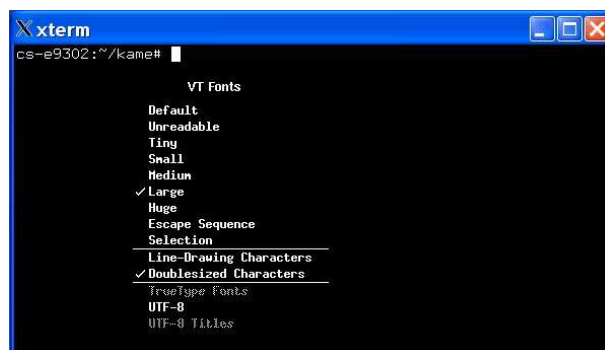 X xterm
cs-e9302:~/kame#
VT Fonts
Default
Unreadable
Tiny
Small
Medium
✓Large
Huge
Escape Sequence
Selection
Line-Drawing Characters
✓Doublesized Characters
TrueType Fonts
UTF-8
UTF-8 Titles